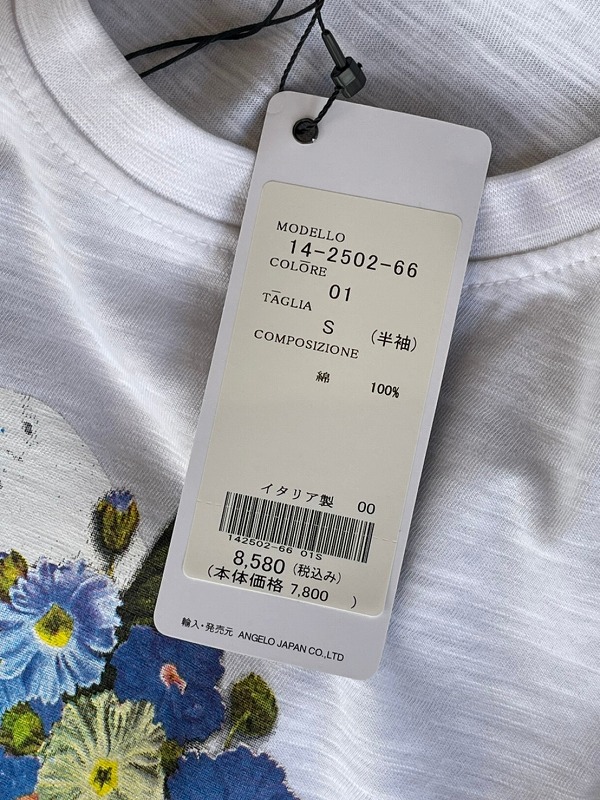 MODELLO
14-2502-66
COLORE
01
TAGLIA
S (半袖)
COMPOSIZIONE
綿 100%
イタリア製 00
142502-66 01S
8,580 (税込み)
(本体価格 7,800 )
輸入・発売元 ANGELO JAPAN CO.,LTD